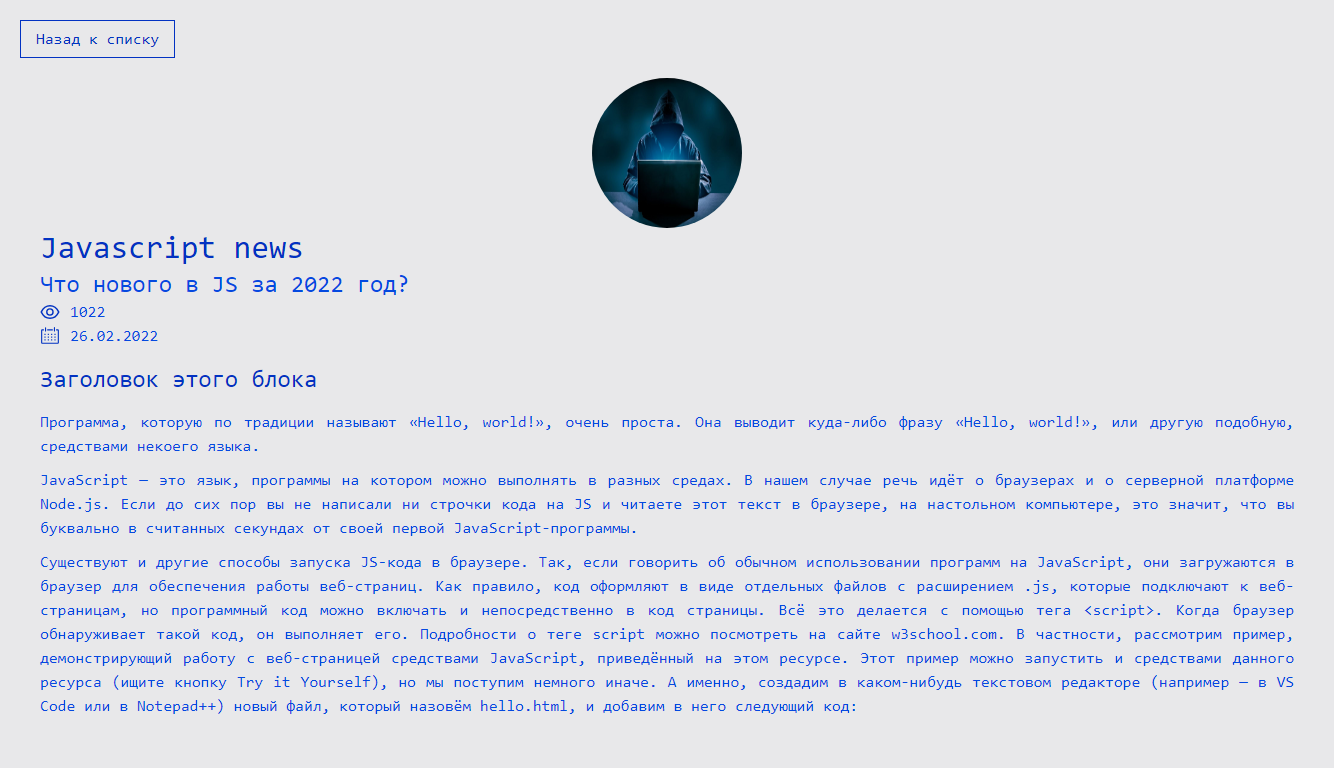 Назад к списку
Javascript news
Что нового в JS за 2022 год?
1022
26.02.2022
Заголовок этого блока
Программа, которую по традиции называют «Hello, world!», очень проста. Она выводит куда-либо фразу «Hello, world!», или другую подобную,
средствами некоего языка.
JavaScript — это язык, программы на котором можно выполнять в разных средах. В нашем случае речь идёт о браузерах и о серверной платформе
Node.js. Если до сих пор вы не написали ни строчки кода на JS и читаете этот текст в браузере, на настольном компьютере, это значит, что вы
буквально в считанных секундах от своей первой JavaScript-программы.
Существуют и другие способы запуска JS-кода в браузере. Так, если говорить об обычном использовании программ на JavaScript, они загружаются в
браузер для обеспечения работы веб-страниц. Как правило, код оформляют в виде отдельных файлов с расширением .js, которые подключают к веб-
страницам, но программный код можно включать и непосредственно в код страницы. Всё это делается с помощью тега <script>. Когда браузер
обнаруживает такой код, он выполняет его. Подробности о теге script можно посмотреть на сайте w3school.com. В частности, рассмотрим пример,
демонстрирующий работу с веб-страницей средствами JavaScript, приведённый на этом ресурсе. Этот пример можно запустить и средствами данного
ресурса (ищите кнопку Try it Yourself), но мы поступим немного иначе. А именно, создадим в каком-нибудь текстовом редакторе (например — в VS
Code или в Notepad++) новый файл, который назовём hello.html, и добавим в него следующий код: